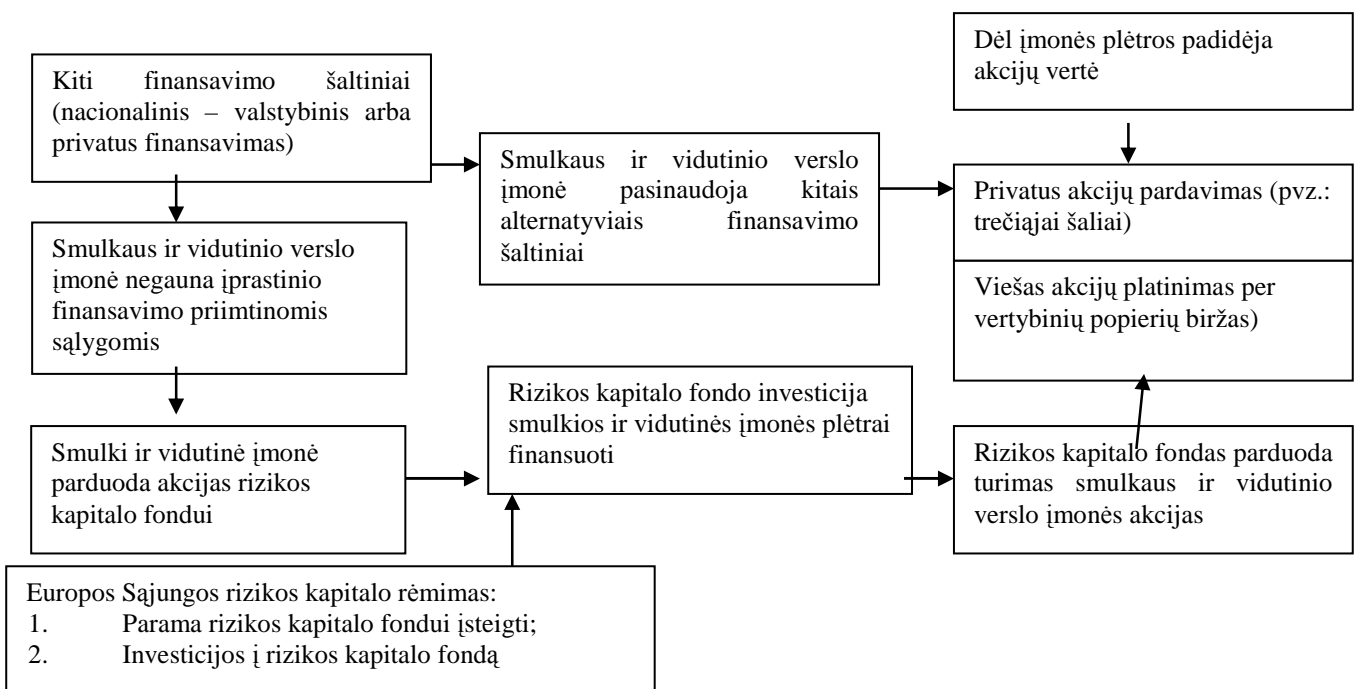 Kiti finansavimo šaltiniai
(nacionalinis – valstybinis arba
privatus finansavimas)
Smulkaus ir vidutinio verslo
įmonė negauna įprastinio
finansavimo priimtinomis
sąlygomis
Smulki ir vidutinė įmonė
parduoda akcijas rizikos
kapitalo fondui
Europos Sąjungos rizikos kapitalo rėmimas:
1. Parama rizikos kapitalo fondui įsteigti;
2. Investicijos į rizikos kapitalo fondą
Smulkaus ir vidutinio verslo
įmonė pasinaudoja kitais
alternatyviais finansavimo
šaltiniai
Rizikos kapitalo fondo investicija
smulkios ir vidutinės įmonės plėtrai
finansuoti
Dėl įmonės plėtros padidėja
akcijų vertė
Privatus akcijų pardavimas (pvz.:
trečiąjai šaliai)
Viešas akcijų platinimas per
vertybinių popierių biržas)
Rizikos kapitalo fondas parduoda
turimas smulkaus ir vidutinio
verslo įmonės akcijas